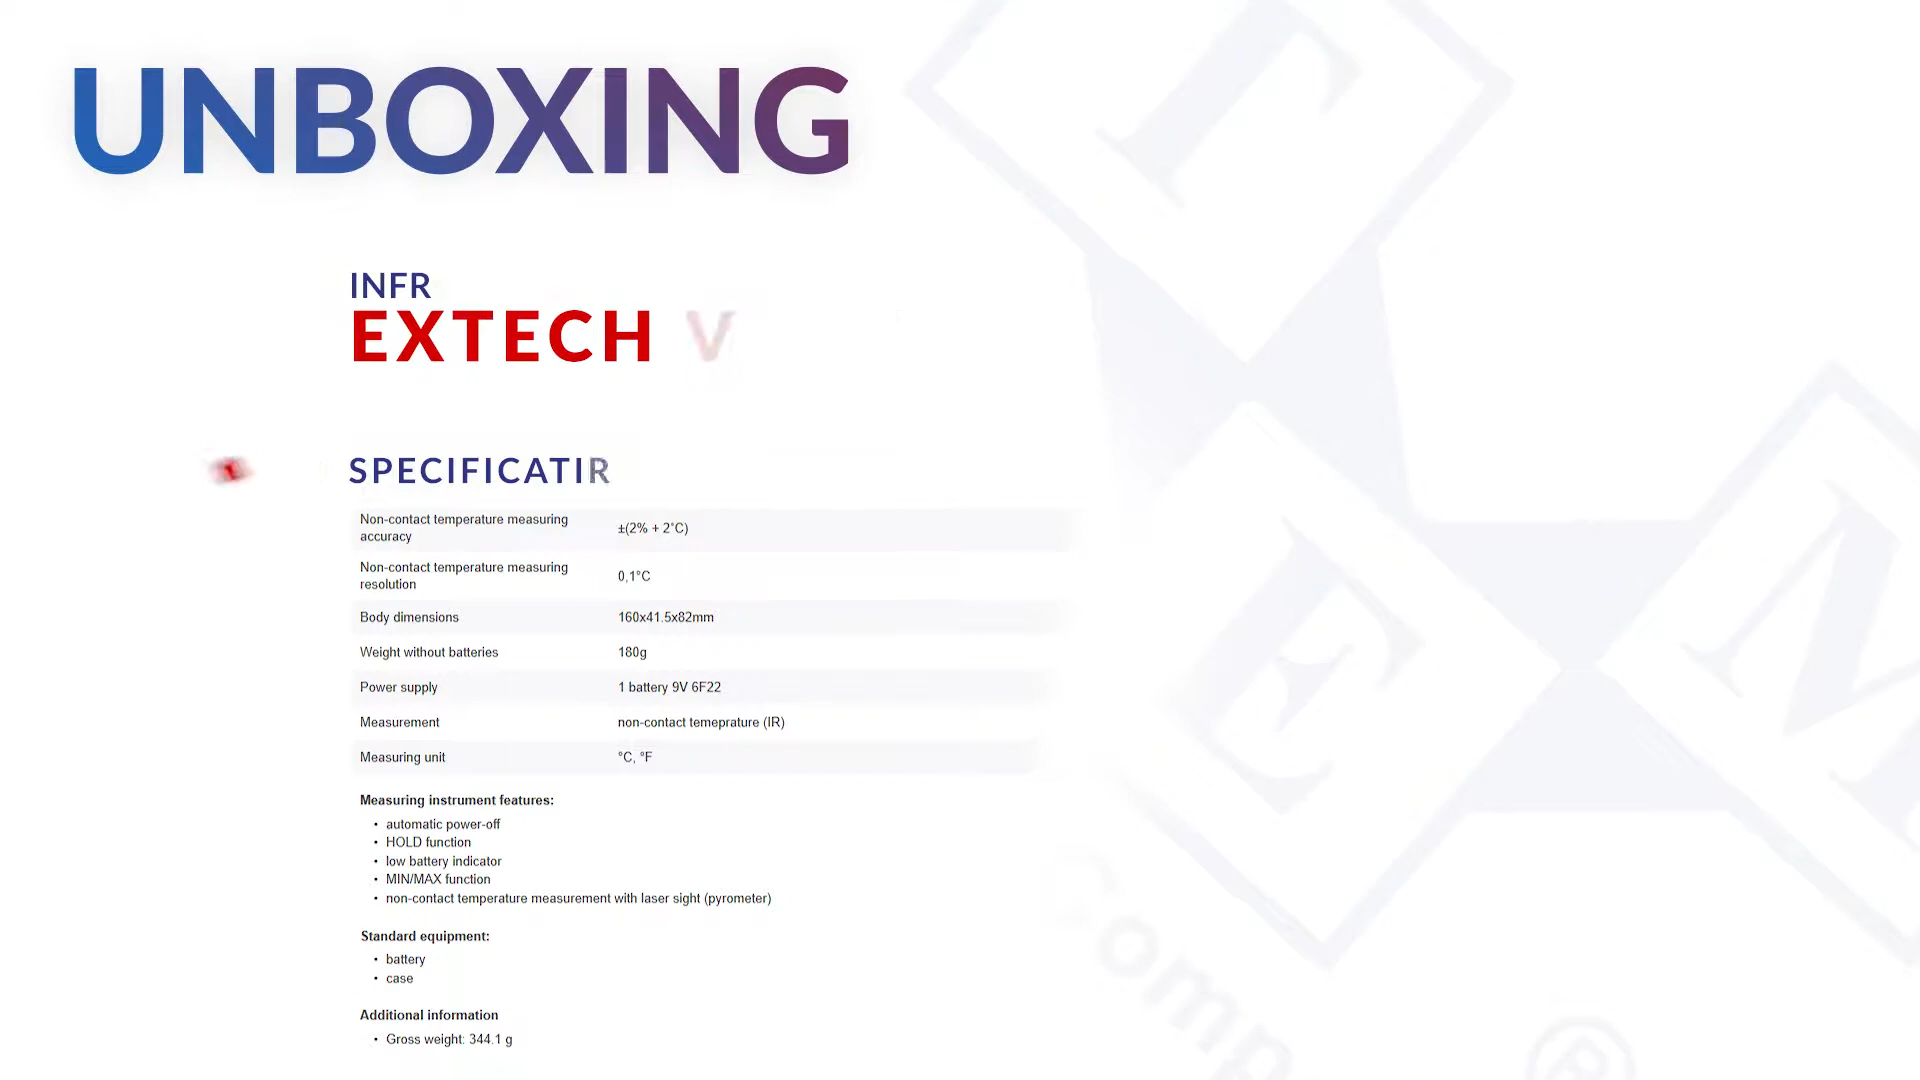 UNBOXING
INFR
EXTECH V
SPECIFICATIR
Non-contact temperature measuring
accuracy
±(2% + 2°C)
Non-contact temperature measuring
resolution
0,1°C
Body dimensions
160x41.5x82mm
Weight without batteries
180g
Power supply
1 battery 9V 6F22
Measurement
non-contact temeprature (IR)
Measuring unit
°C, °F
Measuring instrument features:
• automatic power-off
• HOLD function
• low battery indicator
• MIN/MAX function
• non-contact temperature measurement with laser sight (pyrometer)
Standard equipment:
• battery
• case
Additional information
• Gross weight: 344.1 g
T
E
M
Comp
®